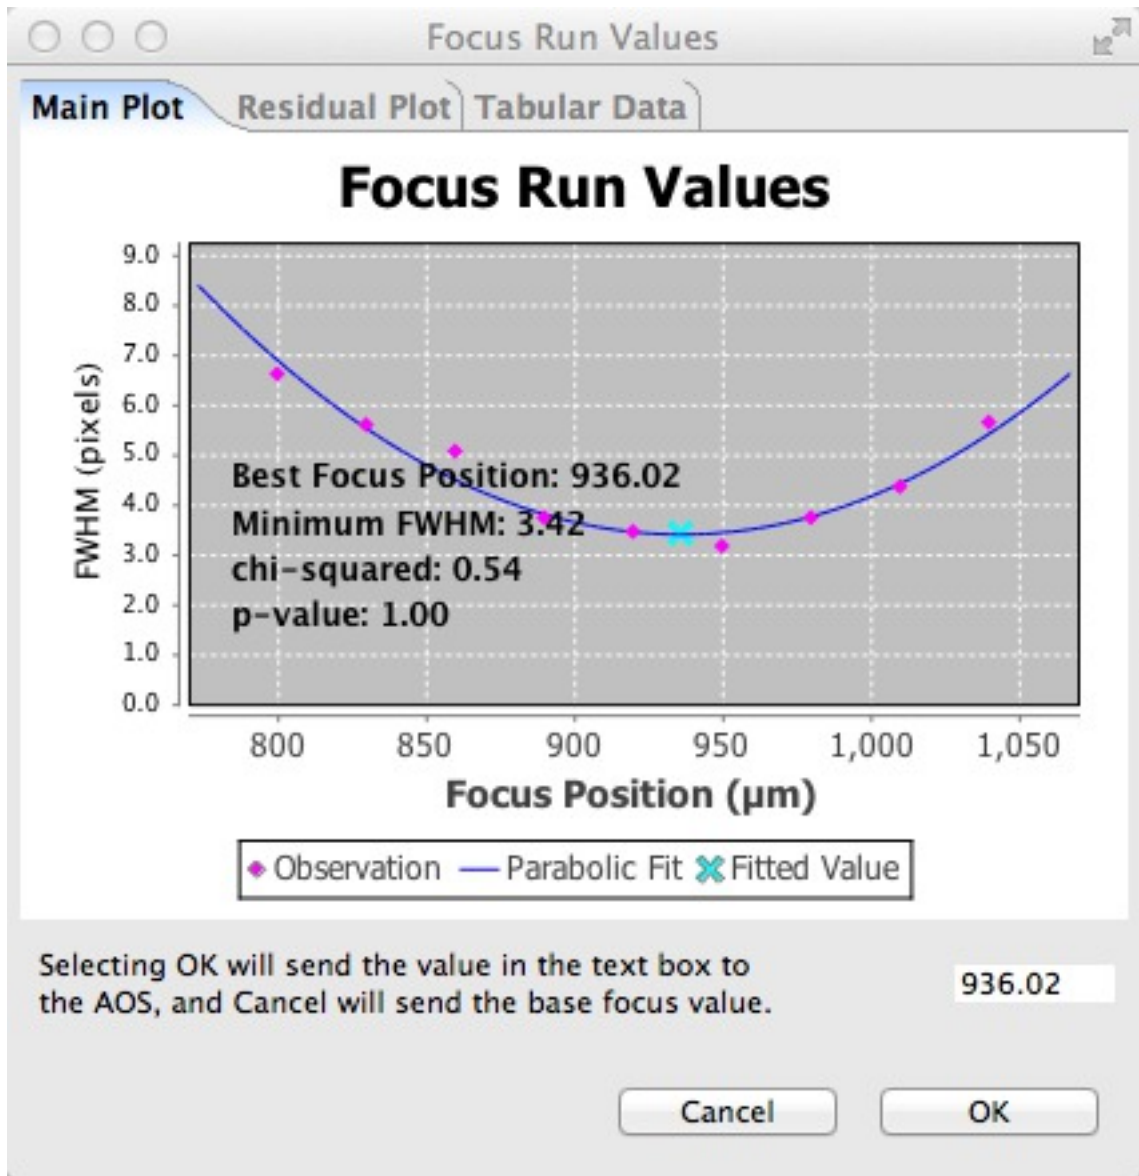 Focus Run Values
Main Plot
Residual Plot
Tabular Data
Focus Run Values
FWHM (pixels)
9.0
8.0
7.0
6.0
5.0
4.0
3.0
2.0
1.0
0.0
Best Focus Position: 936.02
Minimum FWHM: 3.42
chi-squared: 0.54
p-value: 1.00
800 850 900 950 1,000 1,050
Focus Position (µm)
Observation Parabolic Fit Fitted Value
Selecting OK will send the value in the text box to
the AOS, and Cancel will send the base focus value.
936.02
Cancel
OK